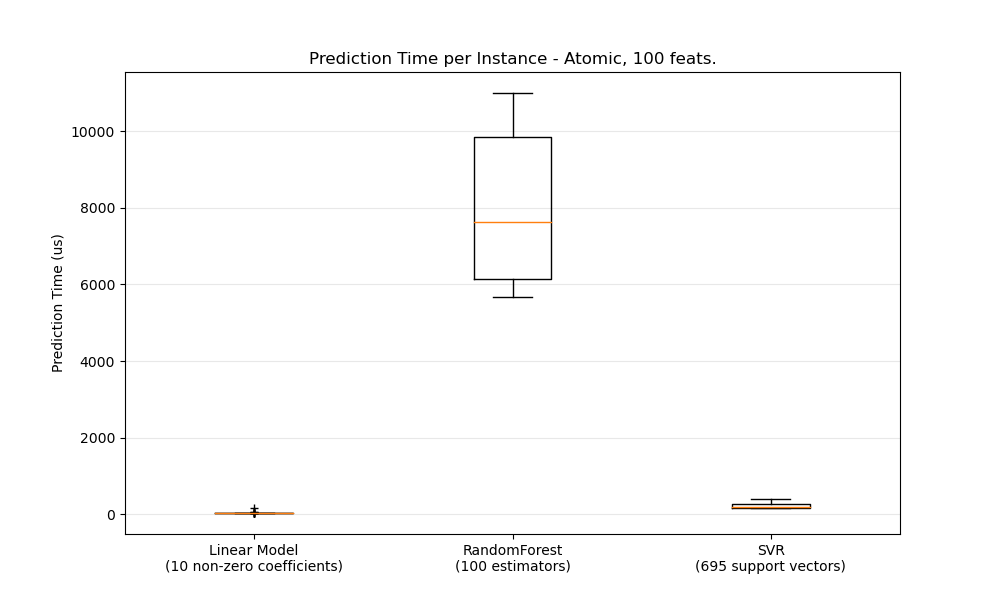 Prediction Time per Instance - Atomic, 100 feats.
Prediction Time (us)
10000
8000
6000
4000
2000
0
Linear Model
(10 non-zero coefficients)
RandomForest
(100 estimators)
SVR
(695 support vectors)